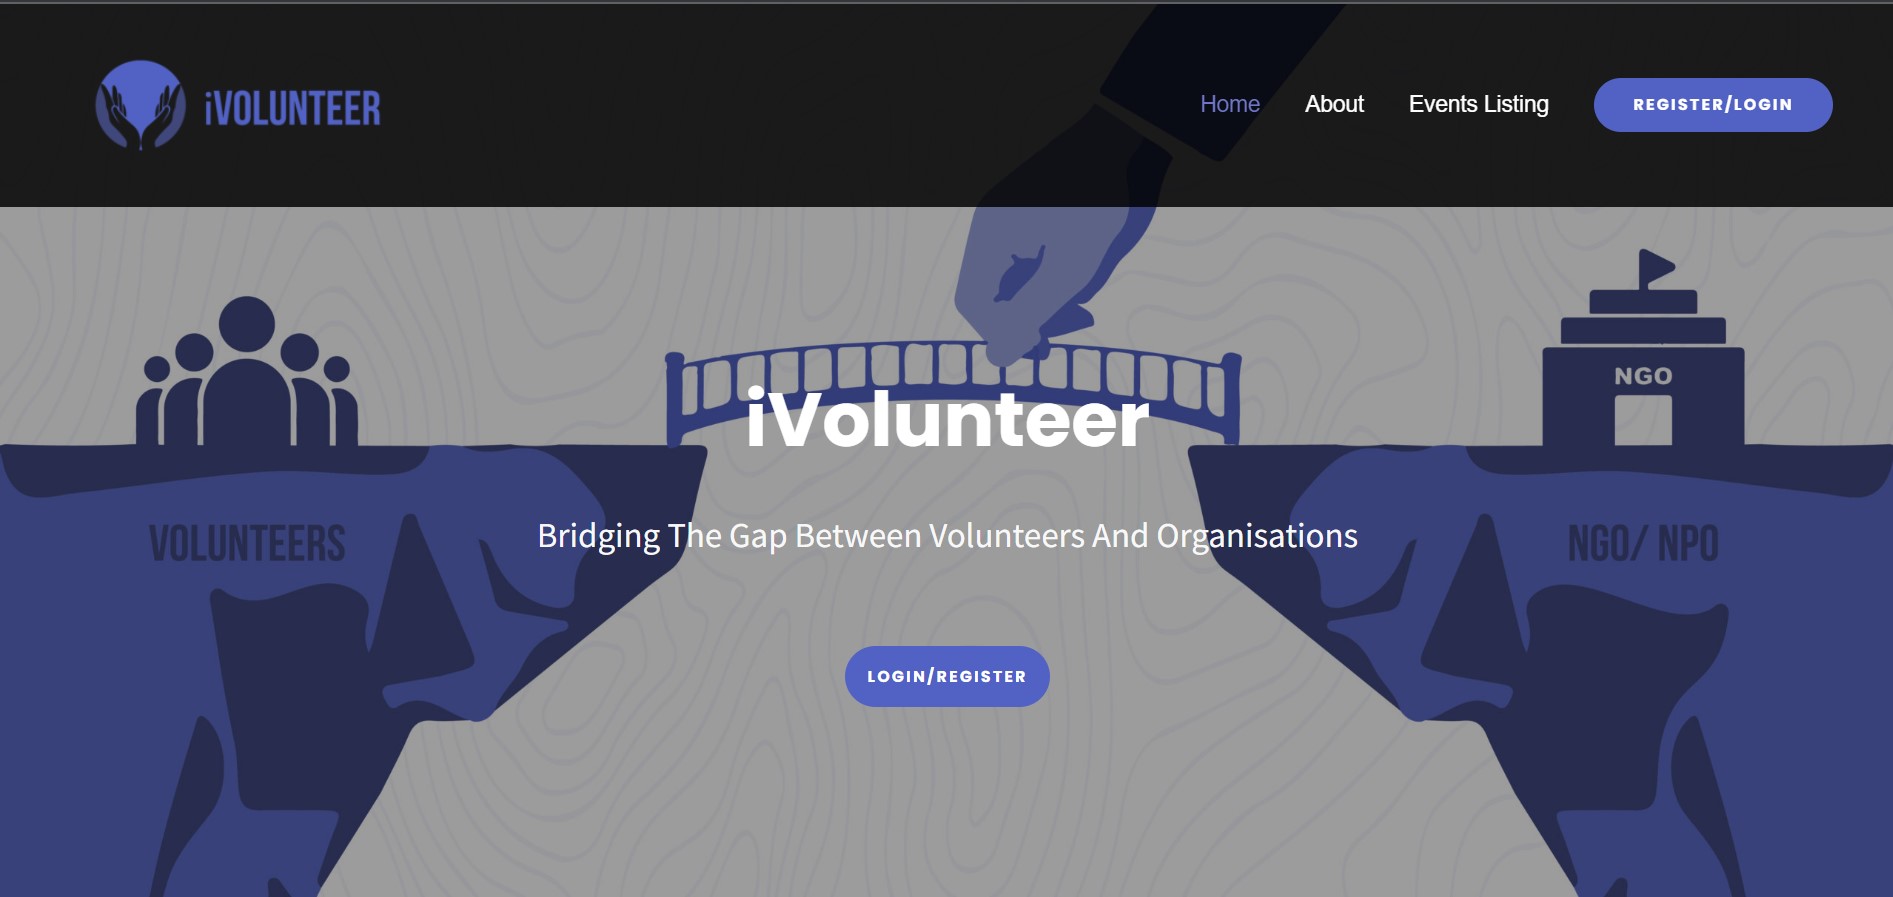 iVOLUNTEER
Home About Events Listing REGISTER/LOGIN
NGO
iVolunteer
VOLUNTEERS
Bridging The Gap Between Volunteers And Organisations
NGO/ NPO
LOGIN/REGISTER